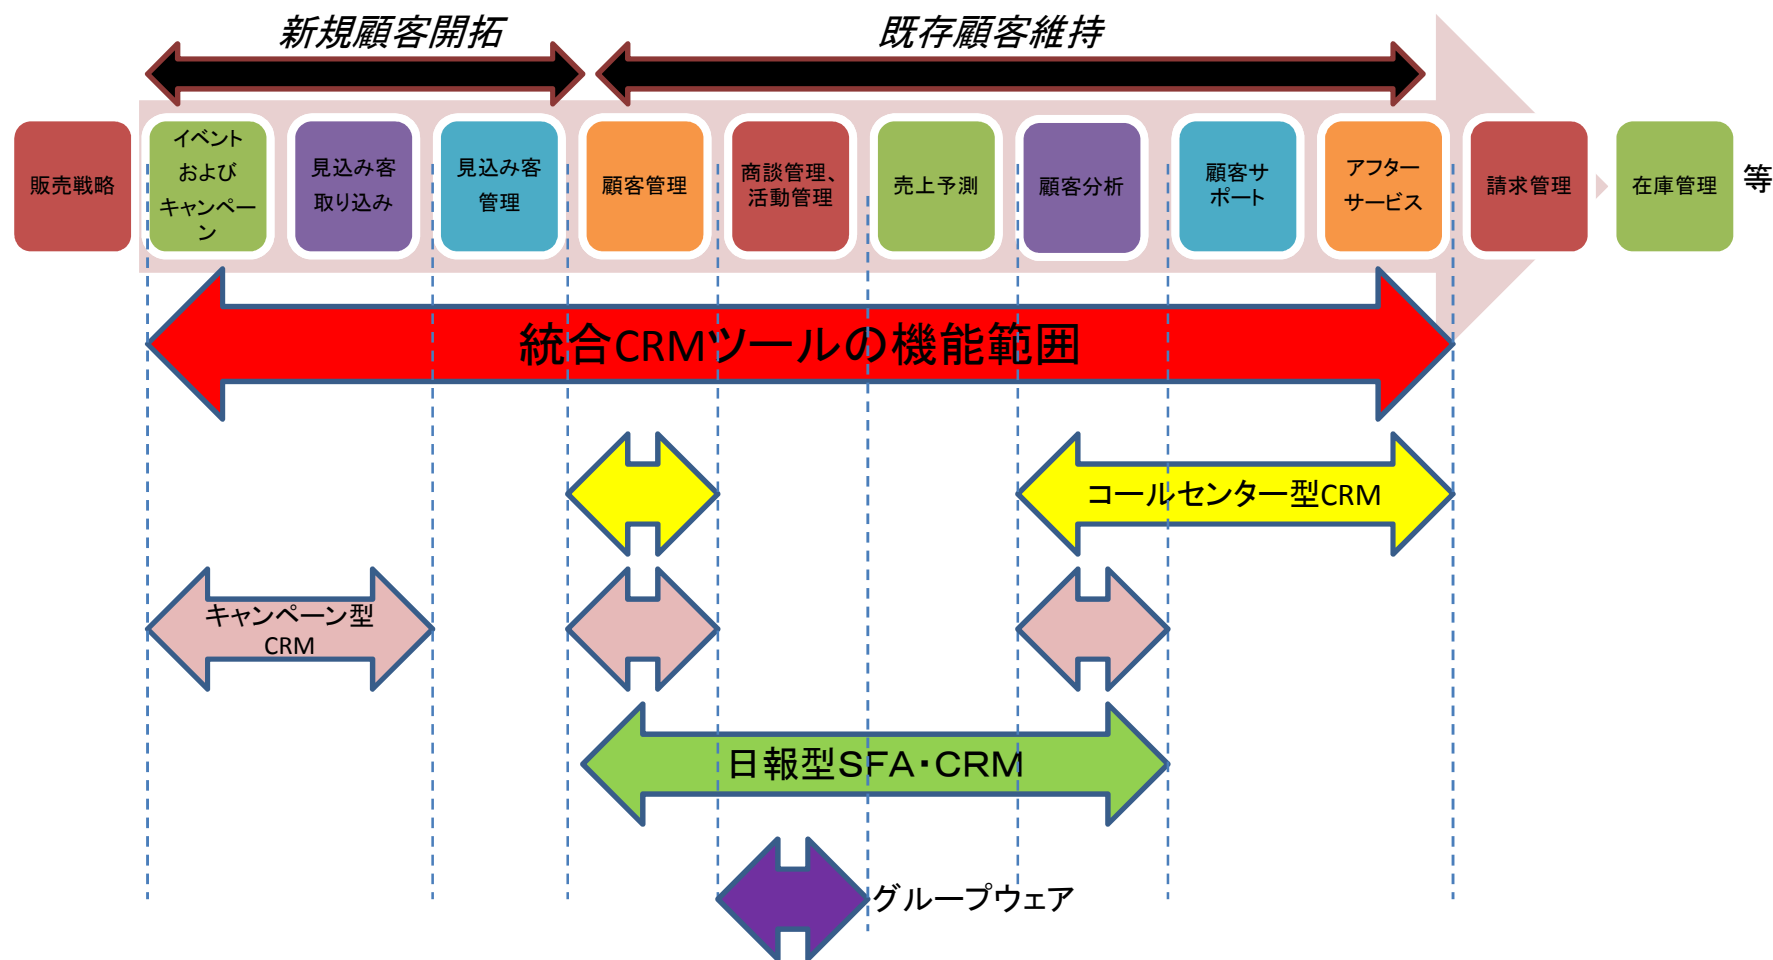 新規顧客開拓
既存顧客維持
販売戦略
イベント
および
キャンペー
ン
見込み客
取り込み
見込み客
管理
顧客管理
商談管理、
活動管理
売上予測
顧客分析
顧客サ
ポート
アフター
サービス
請求管理
在庫管理
等
統合CRMツールの機能範囲
コールセンター型CRM
キャンペーン型
CRM
日報型ＳＦＡ・ＣＲＭ
グループウェア